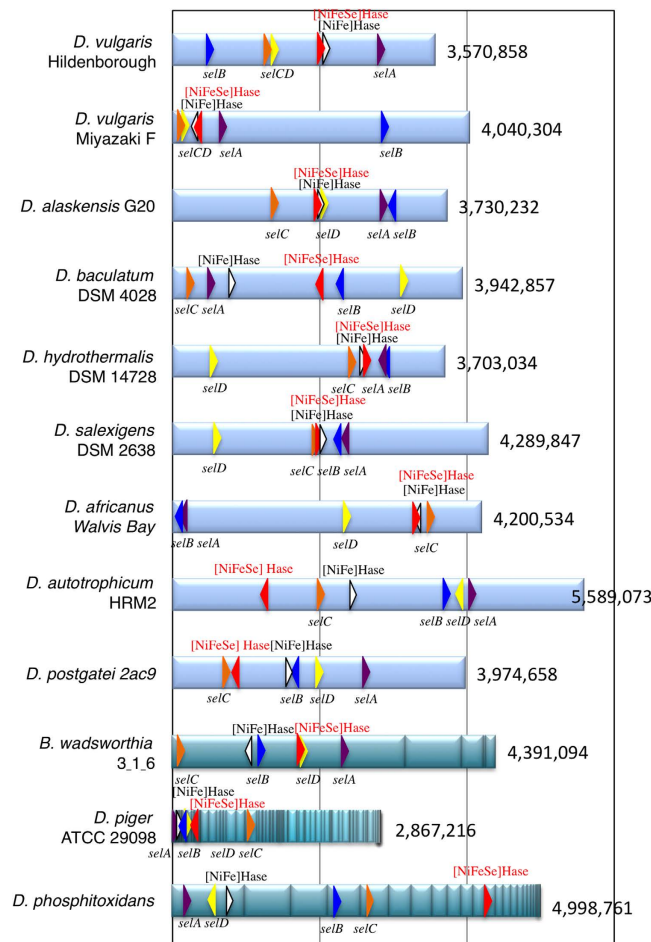 [NiFeSe]Hase
D. vulgaris
Hildenborough
[NiFe]Hase
3,570,858
selB selCD selA
[NiFeSe]Hase
D. vulgaris
Miyazaki F
[NiFe]Hase
4,040,304
selCD selA selB
[NiFeSe]Hase
[NiFe]Hase
D. alaskensis G20
3,730,232
selC selD selA selB
D. baculatum
DSM 4028
[NiFe]Hase [NiFeSe]Hase
3,942,857
selC selA selB selD
[NiFeSe]Hase
[NiFe]Hase
D. hydrothermalis
DSM 14728
3,703,034
selD selC selA selB
[NiFeSe]Hase
[NiFe]Hase
D. salexigens
DSM 2638
4,289,847
selD selC selB selA
[NiFeSe]Hase
[NiFe]Hase
D. africanus
Walvis Bay
4,200,534
selB selA selD selC
D. autotrophicum
HRM2
[NiFeSe] Hase [NiFe]Hase
5,589,073
selC selB selD selA
[NiFeSe] Hase [NiFe]Hase
D. postgatei 2ac9
3,974,658
selC selB selD selA
[NiFe]Hase [NiFeSe]Hase
B. wadsworthia
3_1_6
4,391,094
selC selB selD selA
[NiFe]Hase
[NiFeSe]Hase
D. piger
ATCC 29098
2,867,216
selA selB selD selC
[NiFe]Hase [NiFeSe]Hase
D. phosphitoxidans
4,998,761
selA selD selB selC